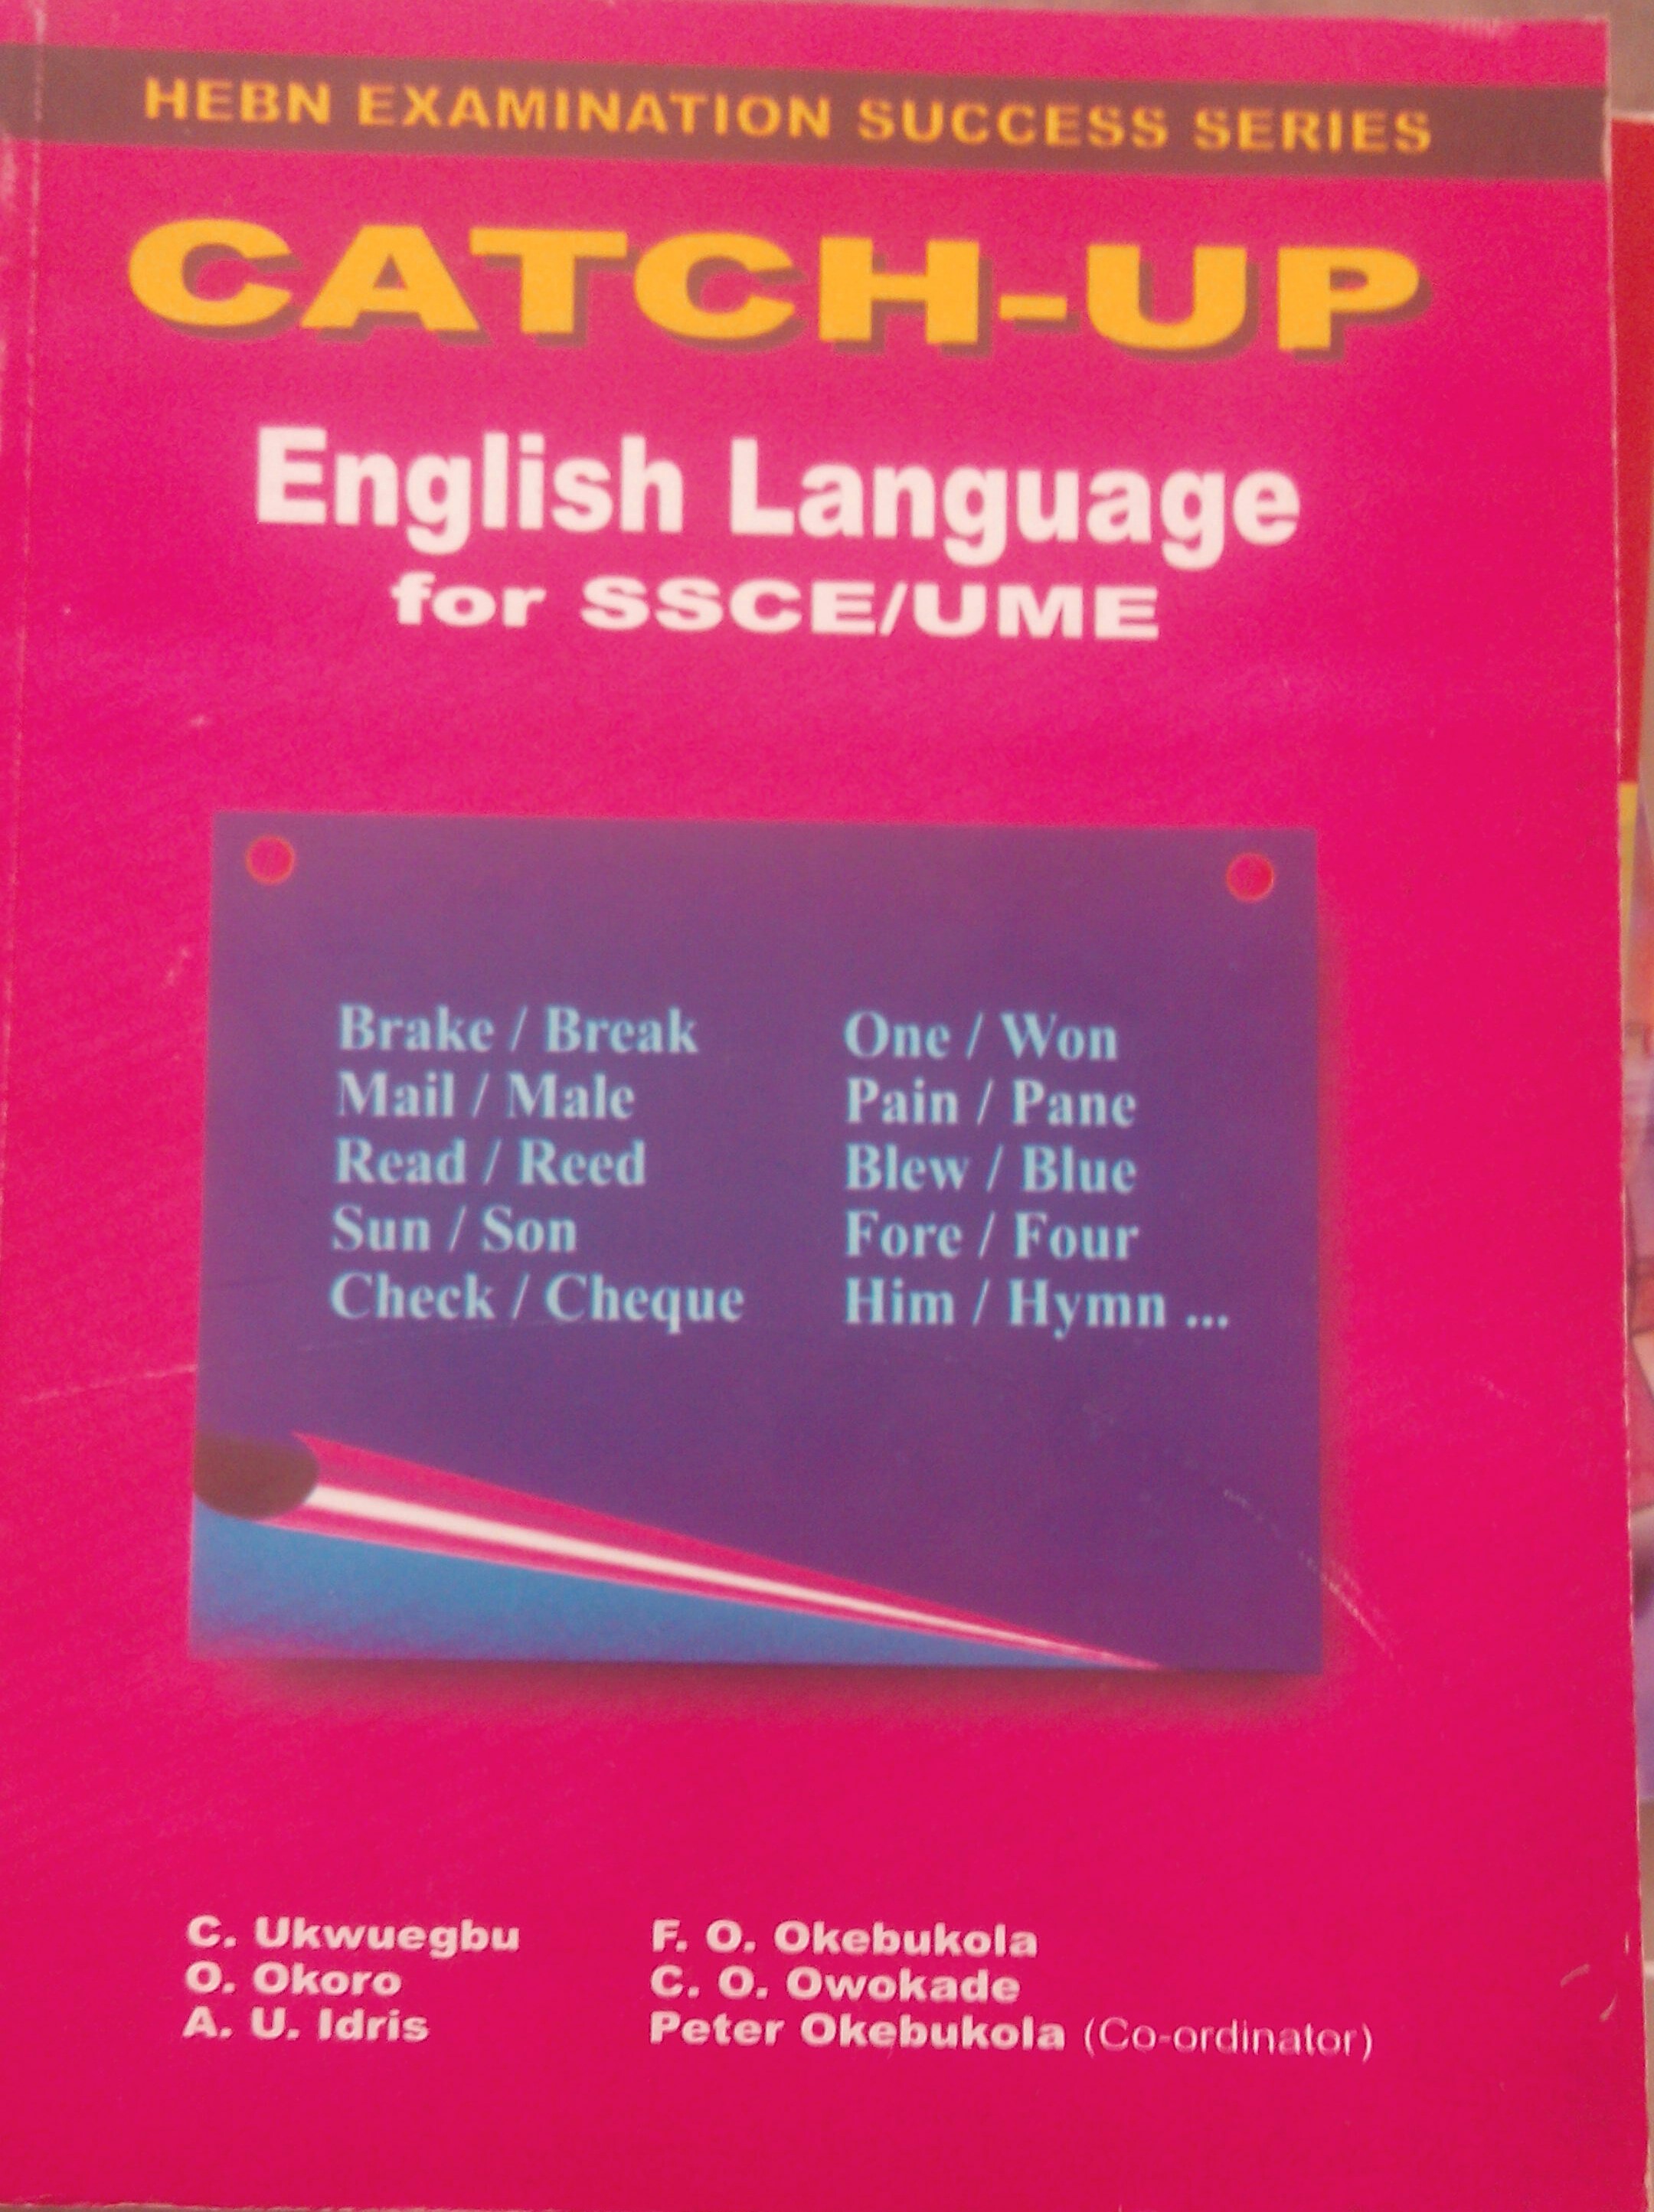 HEBN EXAMINATION SUCCESS SERIES
CATCH-UP
English Language
for SSCE/UME
Brake / Break
Mail / Male
Read / Reed
Sun / Son
Check / Cheque
One / Won
Pain / Pane
Blew / Blue
Fore / Four
Him / Hymn ...
C. Ukwuegbu
O. Okoro
A. U. Idris
F. O. Okebukola
C. O. Owokade
Peter Okebukola (Co-ordinator)